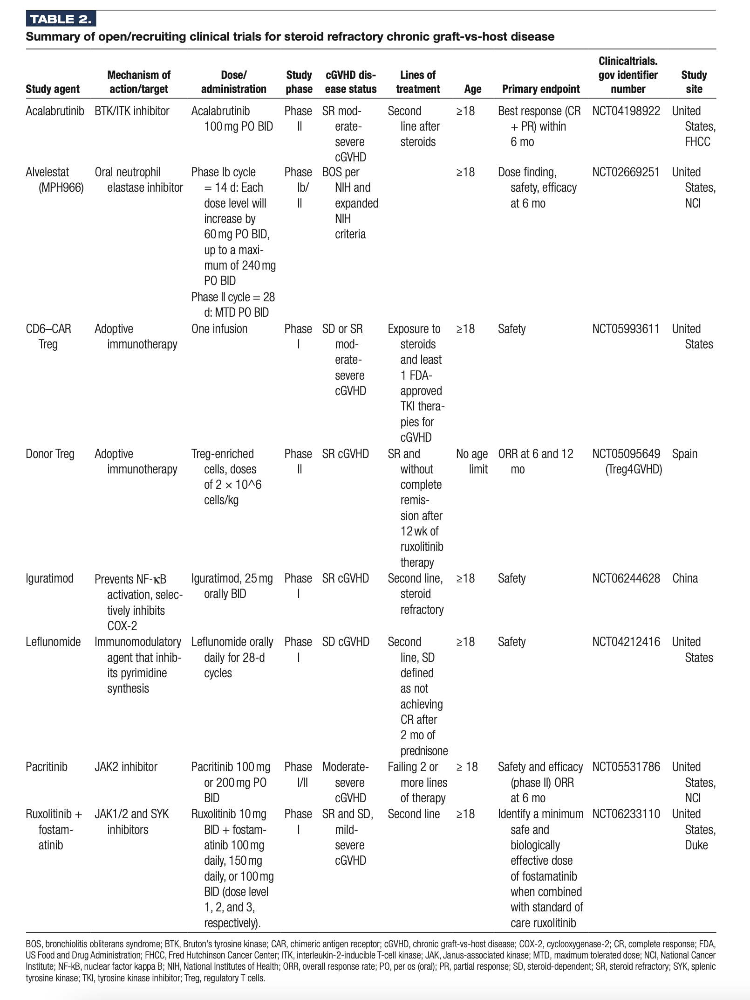 TABLE 2.
Summary of open/recruiting clinical trials for steroid refractory chronic graft-vs-host disease
Study agent
Mechanism of
action/target
Dose/
administration
Study
phase
cGVHD dis-
ease status
Lines of
treatment
Age
Primary endpoint
Clinicaltrials.
gov identifier
number
Study
site
Acalabrutinib
BTK/ITK inhibitor
Acalabrutinib
100 mg PO BID
Phase
II
SR mod-
erate-
severe
cGVHD
Second
line after
steroids
≥18
Best response (CR
+ PR) within
6 mo
NCT04198922
United
States,
FHCC
Alvelestat
(MPH966)
Oral neutrophil
elastase inhibitor
Phase Ib cycle
= 14 d: Each
dose level will
increase by
60 mg PO BID,
up to a maxi-
mum of 240 mg
PO BID
Phase II cycle = 28
d: MTD PO BID
Phase
Ib/
II
BOS per
NIH and
expanded
NIH
criteria
≥18
Dose finding,
safety, efficacy
at 6 mo
NCT02669251
United
States,
NCI
CD6–CAR
Treg
Adoptive
immunotherapy
One infusion
Phase
I
SD or SR
mod-
erate-
severe
cGVHD
Exposure to
steroids
and least
1 FDA-
approved
TKI thera-
pies for
cGVHD
≥18
Safety
NCT05993611
United
States
Donor Treg
Adoptive
immunotherapy
Treg-enriched
cells, doses
of 2 × 10^6
cells/kg
Phase
II
SR cGVHD
SR and
without
complete
remis-
sion after
12 wk of
ruxolitinib
therapy
No age
limit
ORR at 6 and 12
mo
NCT05095649
(Treg4GVHD)
Spain
Iguratimod
Prevents NF-κB
activation, selec-
tively inhibits
COX-2
Iguratimod, 25 mg
orally BID
Phase
I
SR cGVHD
Second line,
steroid
refractory
≥18
Safety
NCT06244628
China
Leflunomide
Immunomodulatory
agent that inhib-
its pyrimidine
synthesis
Leflunomide orally
daily for 28-d
cycles
Phase
I
SD cGVHD
Second
line, SD
defined
as not
achieving
CR after
2 mo of
prednisone
≥18
Safety
NCT04212416
United
States
Pacritinib
JAK2 inhibitor
Pacritinib 100 mg
or 200 mg PO
BID
Phase
I/II
Moderate-
severe
cGVHD
Failing 2 or
more lines
of therapy
≥ 18
Safety and efficacy
(phase II) ORR
at 6 mo
NCT05531786
United
States,
NCI
Ruxolitinib +
fostam-
atinib
JAK1/2 and SYK
inhibitors
Ruxolitinib 10 mg
BID + fostam-
atinib 100 mg
daily, 150 mg
daily, or 100 mg
BID (dose level
1, 2, and 3,
respectively).
Phase
I
SR and SD,
mild-
severe
cGVHD
Second line
≥18
Identify a minimum
safe and
biologically
effective dose
of fostamatinib
when combined
with standard of
care ruxolitinib
NCT06233110
United
States,
Duke
BOS, bronchiolitis obliterans syndrome; BTK, Bruton's tyrosine kinase; CAR, chimeric antigen receptor; cGVHD, chronic graft-vs-host disease; COX-2, cyclooxygenase-2; CR, complete response; FDA,
US Food and Drug Administration; FHCC, Fred Hutchinson Cancer Center; ITK, interleukin-2-inducible T-cell kinase; JAK, Janus-associated kinase; MTD, maximum tolerated dose; NCI, National Cancer
Institute; NF-kB, nuclear factor kappa B; NIH, National Institutes of Health; ORR, overall response rate; PO, per os (oral); PR, partial response; SD, steroid-dependent; SR, steroid refractory; SYK, splenic
tyrosine kinase; TKI, tyrosine kinase inhibitor; Treg, regulatory T cells.